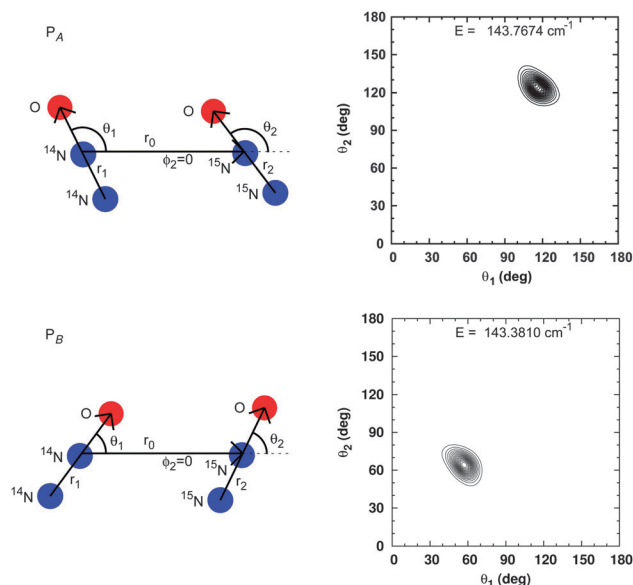 P_A
E = 143.7674 cm⁻¹
O
θ₁
θ₂
¹⁴N
r₀
r₁
ϕ₂=0
¹⁵N
r₂
¹⁴N
¹⁵N
θ₂ (deg)
180
150
120
90
60
30
0
0 30 60 90 120 150 180
θ₁ (deg)
P_B
E = 143.3810 cm⁻¹
O
O
θ₁
θ₂
¹⁴N
r₀
r₁
ϕ₂=0
¹⁵N
r₂
¹⁴N
¹⁵N
θ₂ (deg)
180
150
120
90
60
30
0
0 30 60 90 120 150 180
θ₁ (deg)